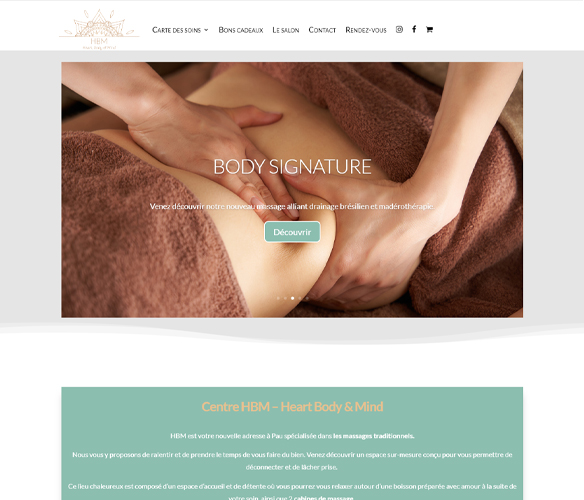 HBM
Heart Body & Mind
Carte des soins
Bons cadeaux
Le salon
Contact
Rendez-vous
BODY SIGNATURE
Venez découvrir notre nouveau massage alliant drainage brésilien et madérothérapie.
Découvrir
Centre HBM – Heart Body & Mind
HBM est votre nouvelle adresse à Pau spécialisée dans les massages traditionnels.
Nous vous y proposons de ralentir et de prendre le temps de vous faire du bien. Venez découvrir un espace sur-mesure conçu pour vous permettre de
déconnecter et de lâcher prise.
Ce lieu chaleureux est composé d'un espace d'accueil et de détente où vous pourrez vous relaxer autour d'une boisson préparée avec amour à la suite de
votre soin, ainsi que 2 cabines de massage.